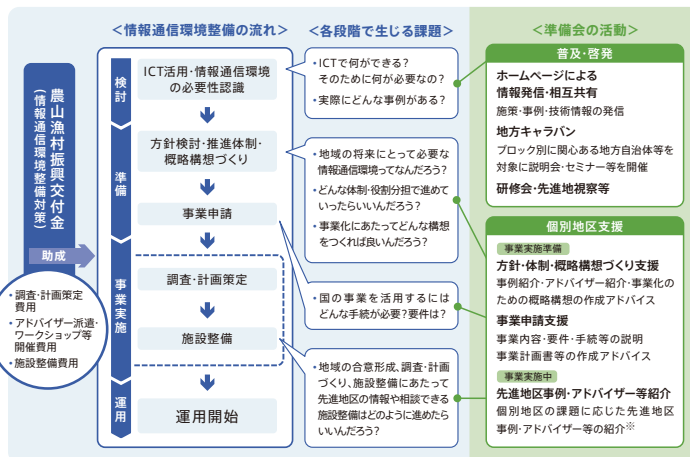 ＜情報通信環境整備の流れ＞
＜各段階で生じる課題＞
＜準備会の活動＞
農山漁村振興交付金
(情報通信環境整備対策)
助成
・調査・計画策定
費用
・アドバイザー派遣・
ワークショップ等
開催費用
・施設整備費用
検討
ICT活用・情報通信環境
の必要性認識
準備
方針検討・推進体制・
概略構想づくり
事業申請
事業実施
調査・計画策定
施設整備
運用
運用開始
・ICTで何ができる？
そのために何が必要なの？
・実際にどんな事例がある？
・地域の将来にとって必要な
情報通信環境ってなんだろう？
・どんな体制・役割分担で進めて
いったらいいんだろう？
・事業化にあたってどんな構想
をつくれば良いんだろう？
・国の事業を活用するには
どんな手続が必要？要件は？
・地域の合意形成、調査・計画
づくり、施設整備にあたって
先進地区の情報や相談できる
施設整備はどのように進めたら
いいんだろう？
普及・啓発
ホームページによる
情報発信・相互共有
施策・事例・技術情報の発信
地方キャラバン
ブロック別に関心ある地方自治体等を
対象に説明会・セミナー等を開催
研修会・先進地視察等
個別地区支援
事業実施準備
方針・体制・概略構想づくり支援
事例紹介・アドバイザー紹介・事業化の
ための概略構想の作成アドバイス
事業申請支援
事業内容・要件・手続等の説明
事業計画書等の作成アドバイス
事業実施中
先進地区事例・アドバイザー等紹介
個別地区の課題に応じた先進地区
事例・アドバイザー等の紹介※